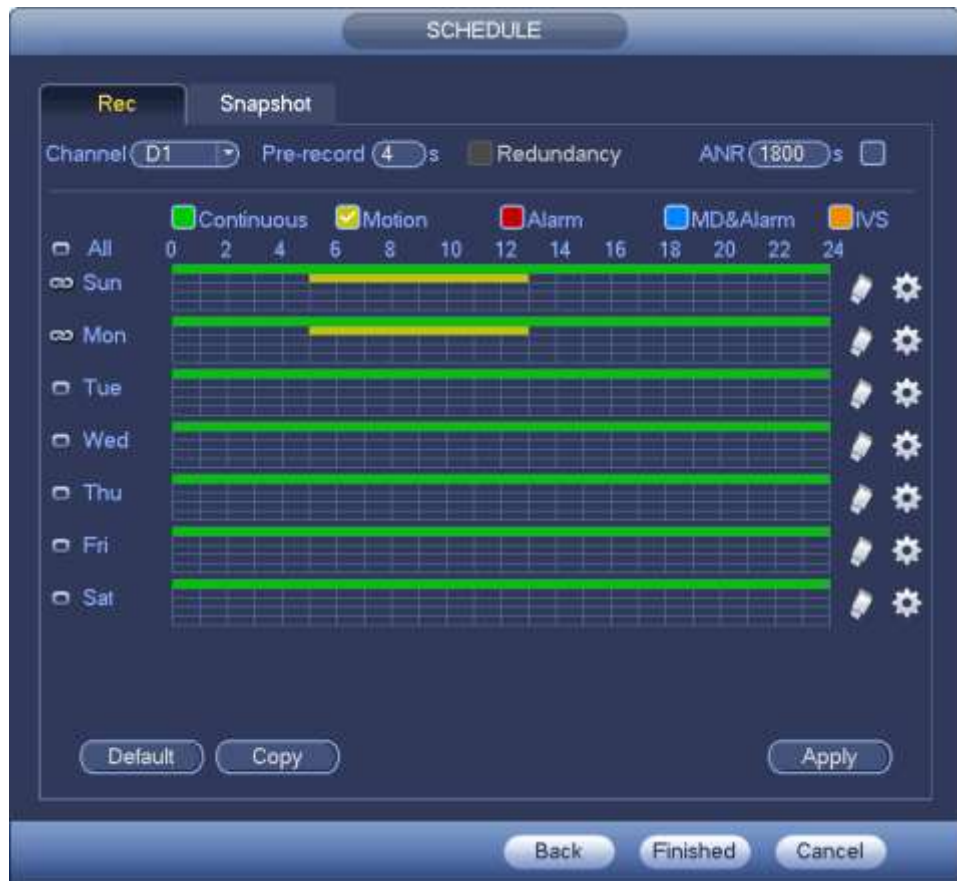 SCHEDULE
Rec Snapshot
Channel D1 Pre-record 4 s Redundancy ANR 1800 s
Continuous Motion Alarm MD&Alarm IVS
All 0 2 4 6 8 10 12 14 16 18 20 22 24
Sun
Mon
Tue
Wed
Thu
Fri
Sat
Default Copy Apply
Back Finished Cancel